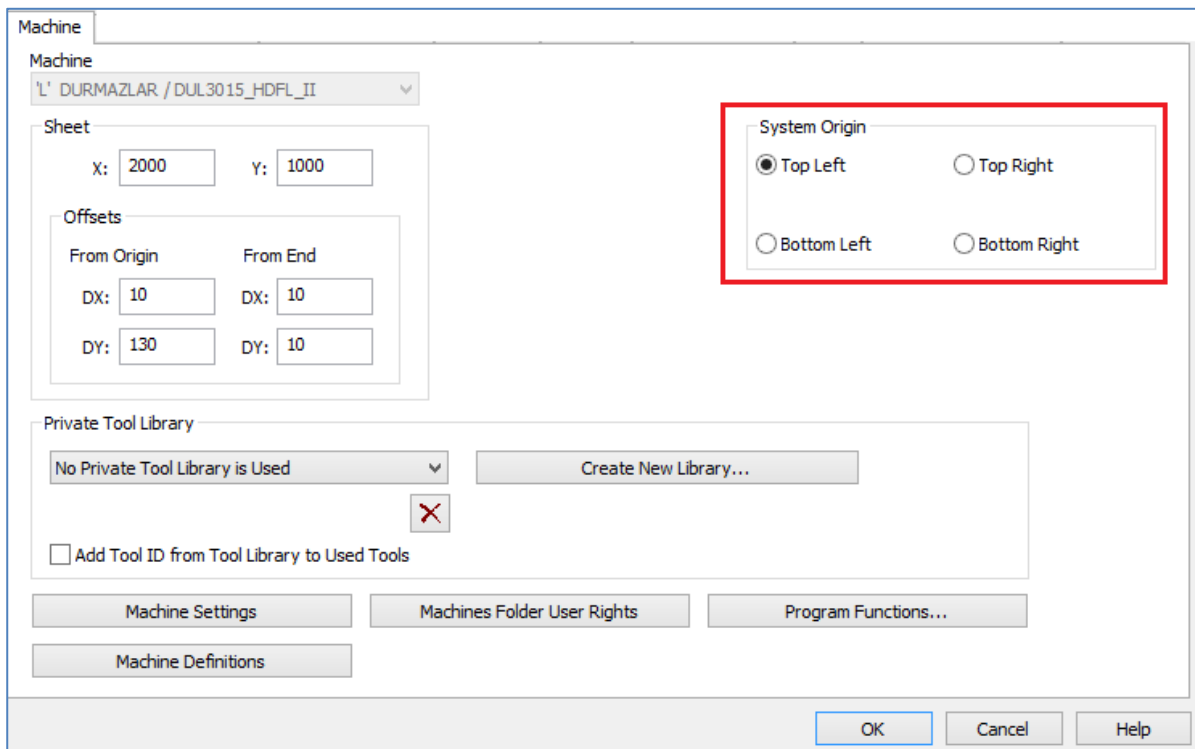 Machine
Machine
'L' DURMAZLAR / DUL3015_HDFL_II
Sheet
X: 2000 Y: 1000
Offsets
From Origin From End
DX: 10 DX: 10
DY: 130 DY: 10
System Origin
Top Left Top Right
Bottom Left Bottom Right
Private Tool Library
No Private Tool Library is Used Create New Library...
Add Tool ID from Tool Library to Used Tools
Machine Settings Machines Folder User Rights Program Functions...
Machine Definitions
OK Cancel Help